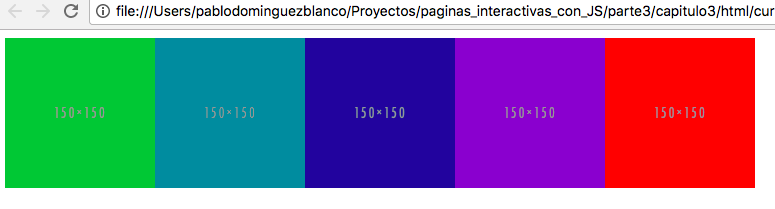 file:///Users/pablodominguezblanco/Proyectos/paginas_interactivas_con_JS/parte3/capitulo3/html/cur
150×150 150×150 150×150 150×150 150×150